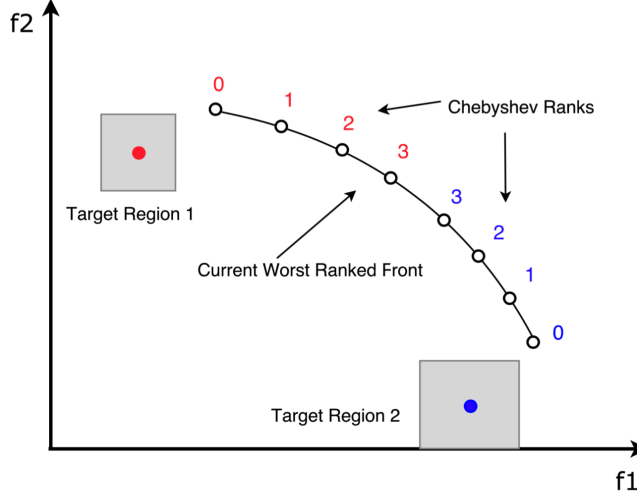 f2
0
1
2
3
Chebyshev Ranks
Target Region 1
3
2
Current Worst Ranked Front
1
0
Target Region 2
f1